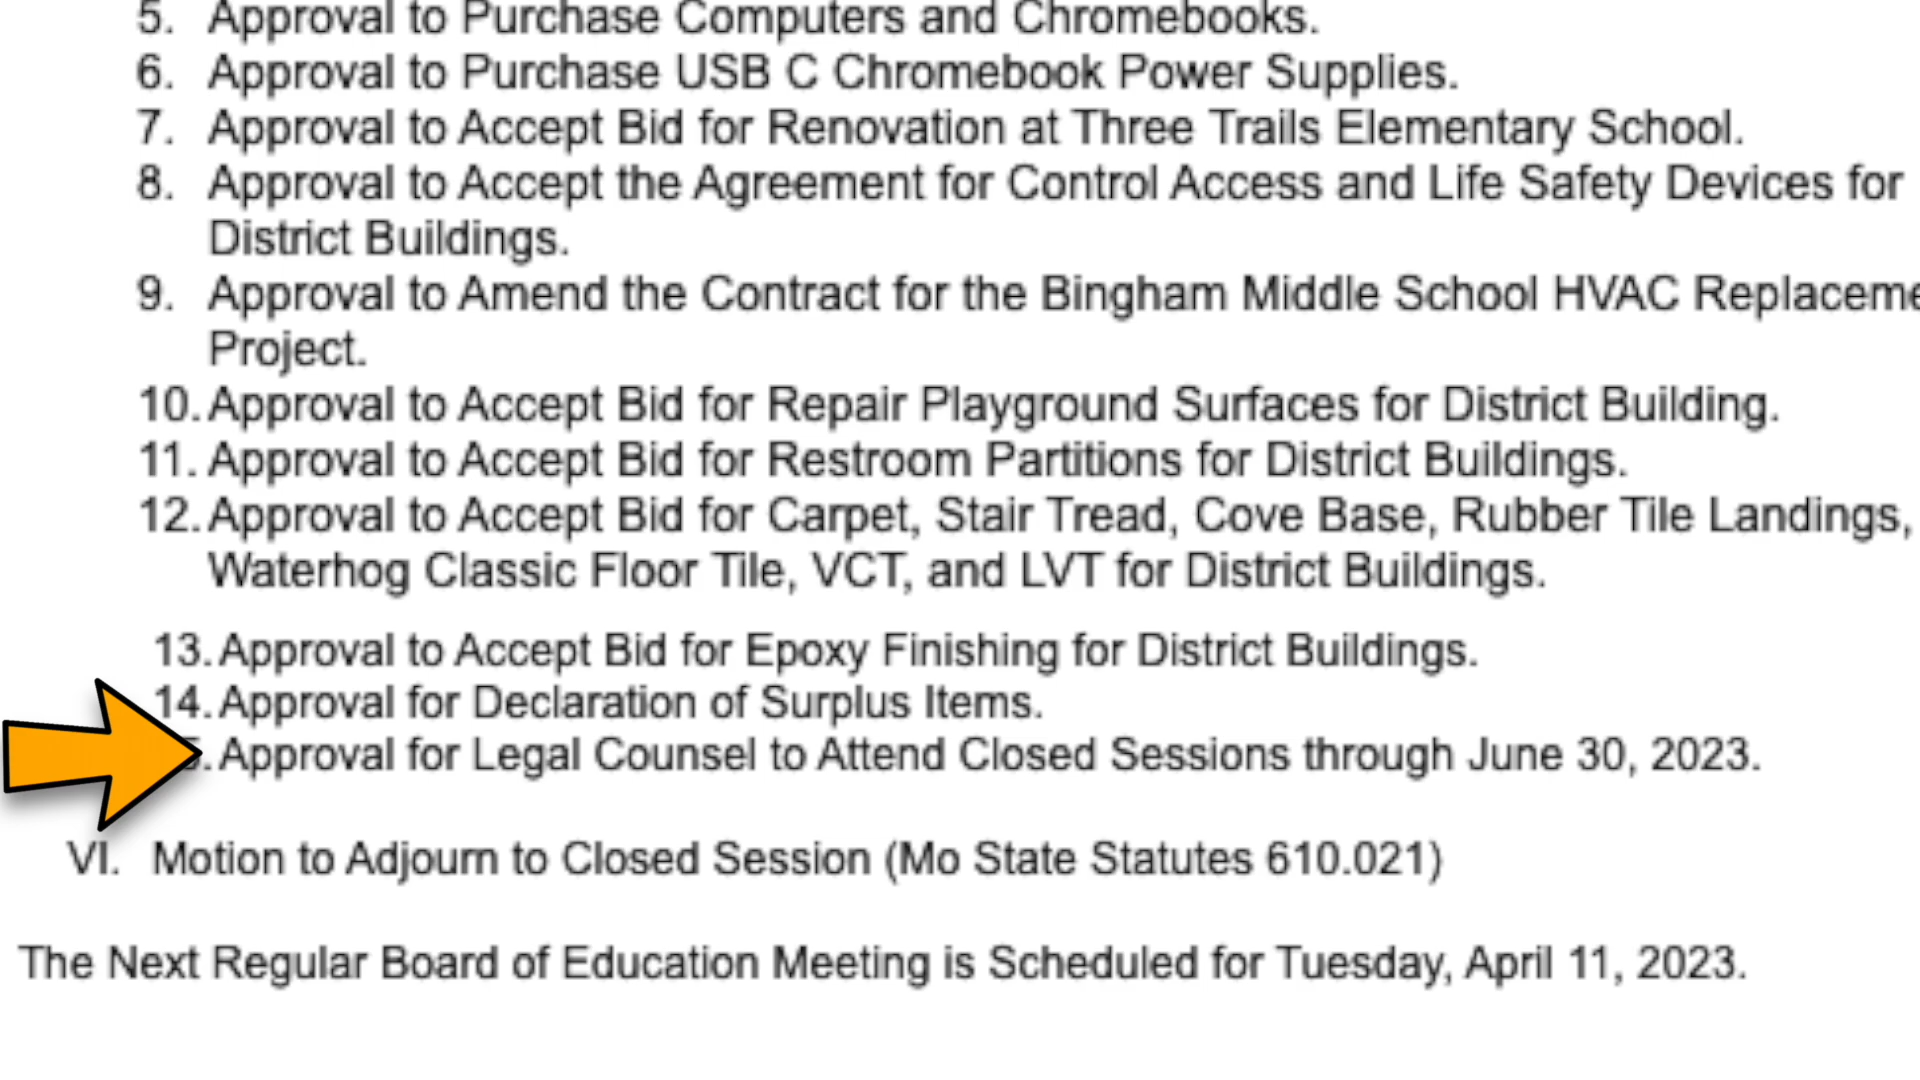 5. Approval to Purchase Computers and Chromebooks.
6. Approval to Purchase USB C Chromebook Power Supplies.
7. Approval to Accept Bid for Renovation at Three Trails Elementary School.
8. Approval to Accept the Agreement for Control Access and Life Safety Devices for
District Buildings.
9. Approval to Amend the Contract for the Bingham Middle School HVAC Replaceme
Project.
10. Approval to Accept Bid for Repair Playground Surfaces for District Building.
11. Approval to Accept Bid for Restroom Partitions for District Buildings.
12. Approval to Accept Bid for Carpet, Stair Tread, Cove Base, Rubber Tile Landings,
Waterhog Classic Floor Tile, VCT, and LVT for District Buildings.
13. Approval to Accept Bid for Epoxy Finishing for District Buildings.
14. Approval for Declaration of Surplus Items.
5. Approval for Legal Counsel to Attend Closed Sessions through June 30, 2023.
VI. Motion to Adjourn to Closed Session (Mo State Statutes 610.021)
The Next Regular Board of Education Meeting is Scheduled for Tuesday, April 11, 2023.